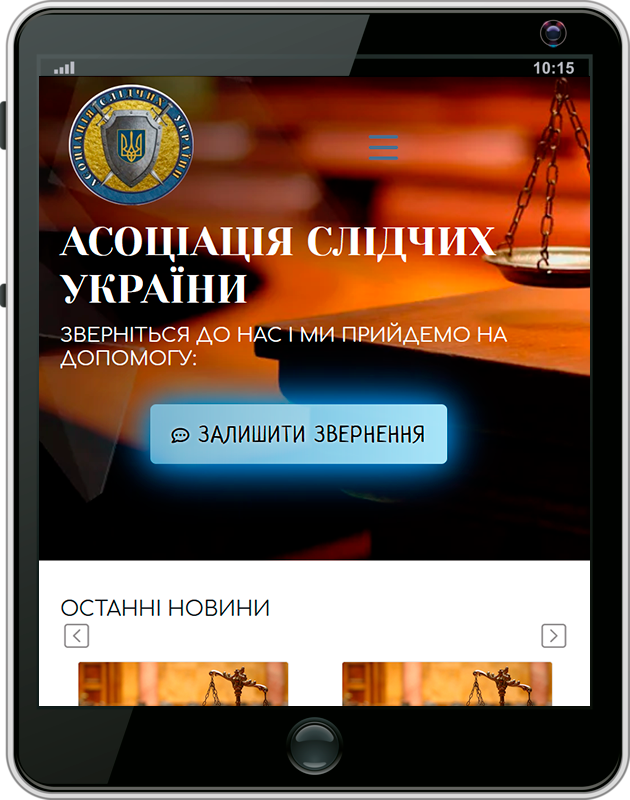 10:15
АСОЦІАЦІЯ СЛІДЧИХ УКРАЇНИ
АСОЦІАЦІЯ СЛІДЧИХ
УКРАЇНИ
ЗВЕРНІТЬСЯ ДО НАС І МИ ПРИЙДЕМО НА
ДОПОМОГУ:
ЗАЛИШИТИ ЗВЕРНЕННЯ
ОСТАННІ НОВИНИ